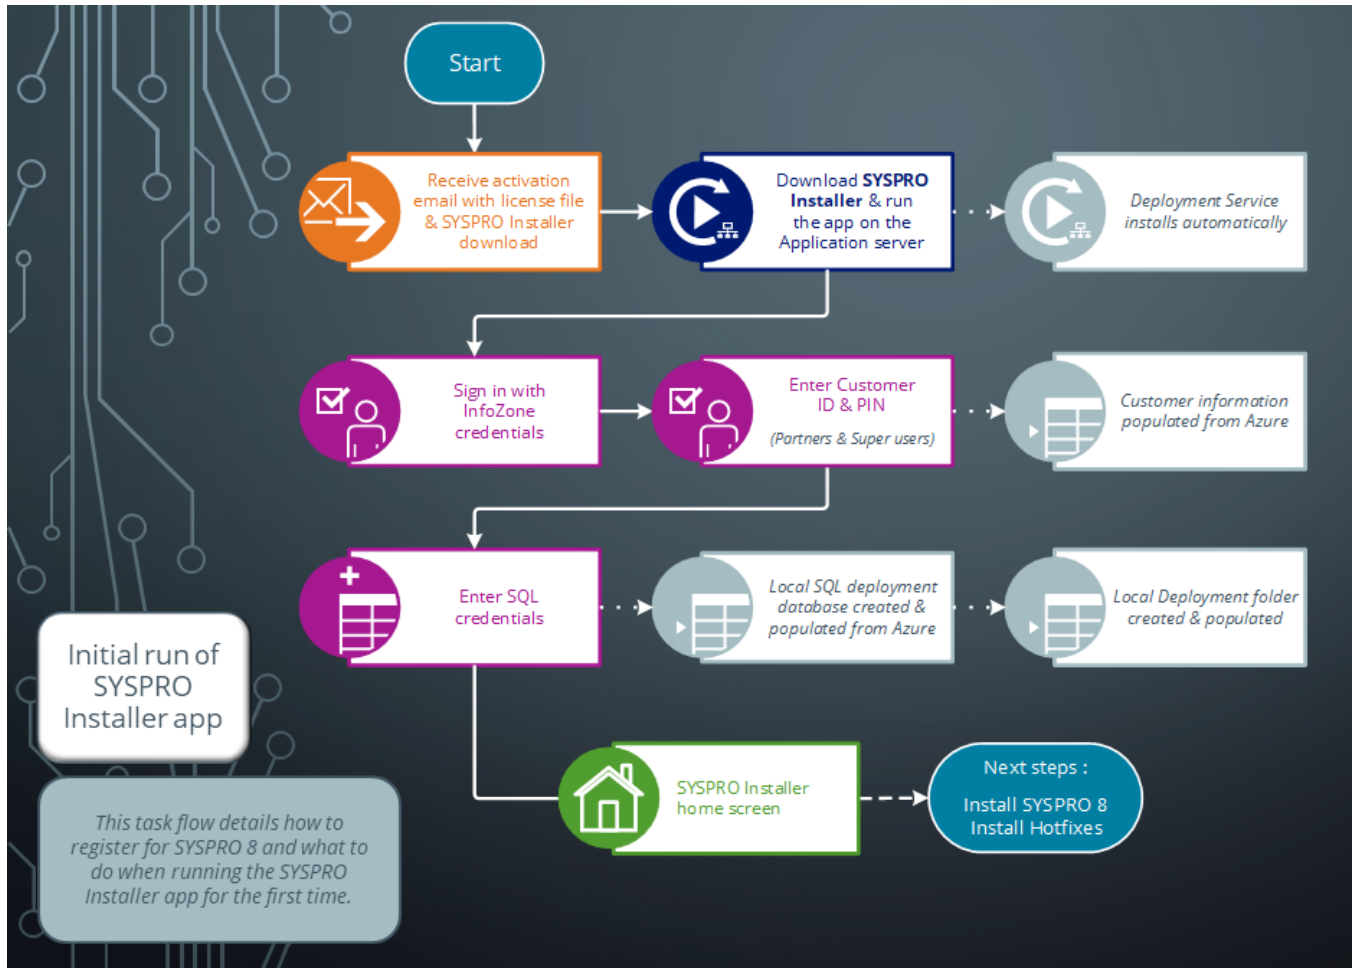 Start
Receive activation
email with license file
& SYSPRO Installer
download
Download SYSPRO
Installer & run
the app on the
Application server
Deployment Service
installs automatically
Sign in with
InfoZone
credentials
Enter Customer
ID & PIN
(Partners & Super users)
Customer information
populated from Azure
Enter SQL
credentials
Local SQL deployment
database created &
populated from Azure
Local Deployment folder
created & populated
Initial run of
SYSPRO
Installer app
SYSPRO Installer
home screen
Next steps :
Install SYSPRO 8
Install Hotfixes
This task flow details how to
register for SYSPRO 8 and what to
do when running the SYSPRO
Installer app for the first time.